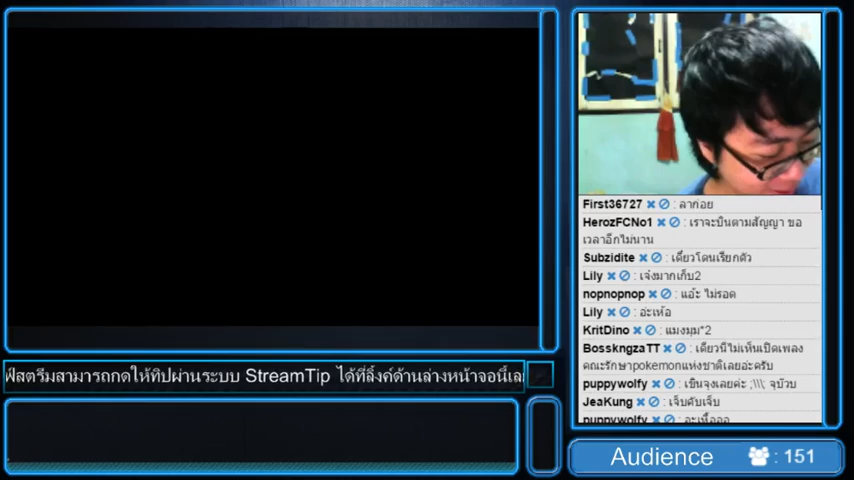 First36727 : ลาก่อย
HerozFCNo1 : เราจะบินตามสัญญา ขอ
เวลาอีกไม่นาน
Subzidite : เดี๋ยวโดนเรียกตัว
Lily : เจ๋งมากเก็บ2
nopnopnop : แอ๊ะ ไม่รอด
Lily : อ่ะเห้อ
KritDino : แมงมุม*2
BosskngzaTT : เดียวนี้ไม่เห็นเปิดเพลง
คณะรักษาpokemonแห่งชาติเลยอ่ะครับ
puppywolfy : เขินจุงเลยค่ะ ;\\\; จุบ๊วบ
JeaKung : เจ็บคับเจ็บ
puppywolfy : อะเหื้อออ
สตรีมสามารถกดให้ทิปผ่านระบบ StreamTip ได้ที่ลิ้งค์ด้านล่างหน้าจอนี้
Audience : 151